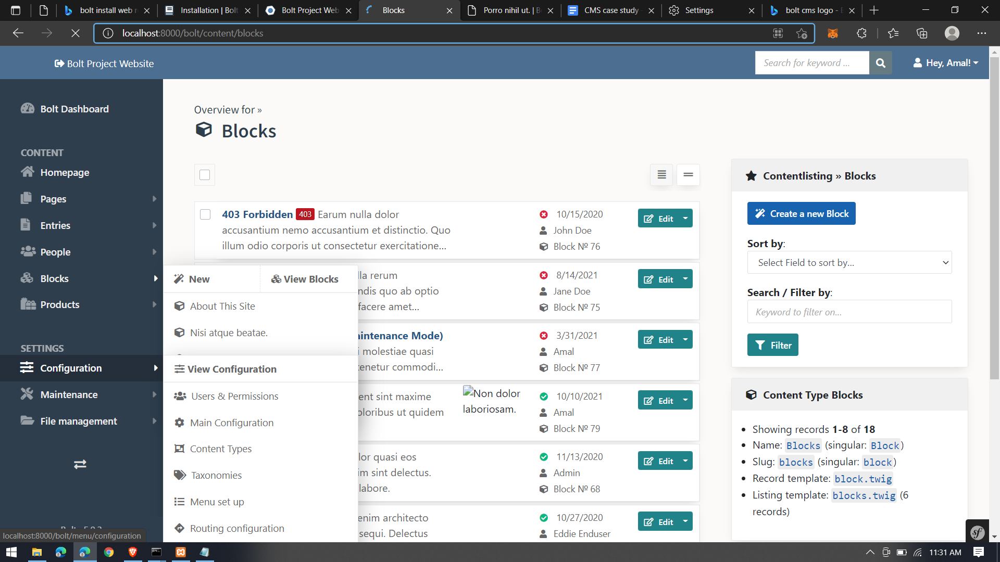 bolt install web r
Installation | Bolt
Bolt Project Web
Blocks
Porro nihil ut. | B
CMS case study -
Settings
bolt cms logo - B
localhost:8000/bolt/content/blocks
Bolt Project Website
Search for keyword ...
Hey, Amal!
Bolt Dashboard
CONTENT
Homepage
Pages
Entries
People
Blocks
Products
SETTINGS
Configuration
Maintenance
File management
localhost:8000/bolt/menu/configuration
New
View Blocks
About This Site
Nisi atque beatae.
View Configuration
Users & Permissions
Main Configuration
Content Types
Taxonomies
Menu set up
Routing configuration
Overview for »
Blocks
403 Forbidden 403 Earum nulla dolor
accusantium nemo accusantium et distinctio. Quo
illum odio corporis ut consectetur exercitatione...
10/15/2020
John Doe
Block № 76
Edit
lla rerum
ndis quo ab optio
facere amet...
8/14/2021
Jane Doe
Block № 75
Edit
aintenance Mode)
i molestiae quasi
tenetur commodi...
3/31/2021
Amal
Block № 77
Edit
ent sint maxime
oloribus ut quidem
Non dolor
laboriosam.
10/10/2021
Amal
Block № 79
Edit
lor quasi eos
im sint delectus.
labore.
11/13/2020
Admin
Block № 68
Edit
enim architecto
sequi. Delectus
10/27/2020
Eddie Enduser
Edit
Contentlisting » Blocks
Create a new Block
Sort by:
Select Field to sort by...
Search / Filter by:
Keyword to filter on...
Filter
Content Type Blocks
Showing records 1-8 of 18
Name: Blocks (singular: Block)
Slug: blocks (singular: block)
Record template: block.twig
Listing template: blocks.twig (6
records)
sf
11:31 AM